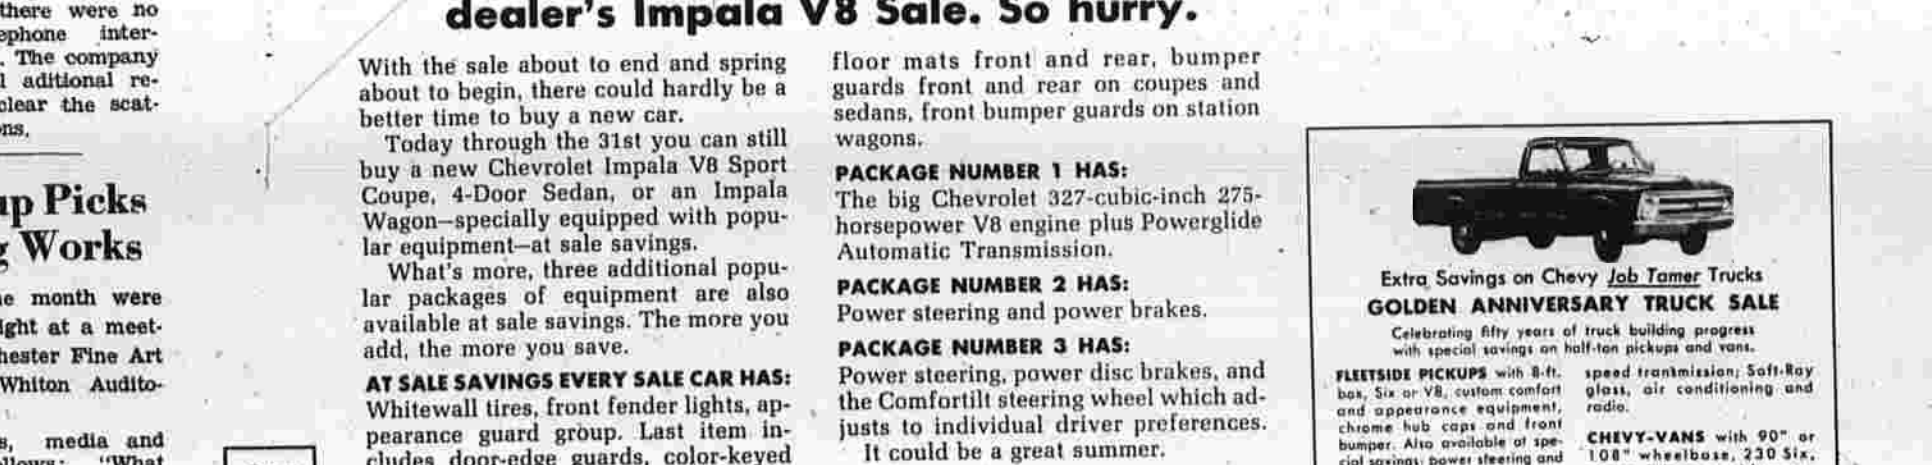 there were no
ephone inter-
. The company
l aditional re-
clear the scat-
ons.
up Picks
g Works
e month were
ight at a meet-
hester Fine Art
Whiton Audito-
s, media and
"What
dealer's Impala V8 Sale. So hurry.
With the sale about to end and spring
about to begin, there could hardly be a
better time to buy a new car.
Today through the 31st you can still
buy a new Chevrolet Impala V8 Sport
Coupe, 4-Door Sedan, or an Impala
Wagon—specially equipped with popu-
lar equipment—at sale savings.
What's more, three additional popu-
lar packages of equipment are also
available at sale savings. The more you
add, the more you save.
AT SALE SAVINGS EVERY SALE CAR HAS:
Whitewall tires, front fender lights, ap-
pearance guard group. Last item in-
cludes door-edge guards, color-keyed
floor mats front and rear, bumper
guards front and rear on coupes and
sedans, front bumper guards on station
wagons.
PACKAGE NUMBER 1 HAS:
The big Chevrolet 327-cubic-inch 275-
horsepower V8 engine plus Powerglide
Automatic Transmission.
PACKAGE NUMBER 2 HAS:
Power steering and power brakes.
PACKAGE NUMBER 3 HAS:
Power steering, power disc brakes, and
the Comfortilt steering wheel which ad-
justs to individual driver preferences.
It could be a great summer.
Extra Savings on Chevy Job Tamer Trucks
GOLDEN ANNIVERSARY TRUCK SALE
Celebrating fifty years of truck building progress
with special savings on half-ton pickups and vans.
FLEETSIDE PICKUPS with 8-ft.
box, Six or V8, custom comfort
and appearance equipment,
chrome hub caps and front
bumper. Also available at spe-
cial savings: power steering and
speed tranimission; Soft-Ray
glass, air conditioning and
radio.
CHEVY-VANS with 90" or
108" wheelbase, 230 Six,